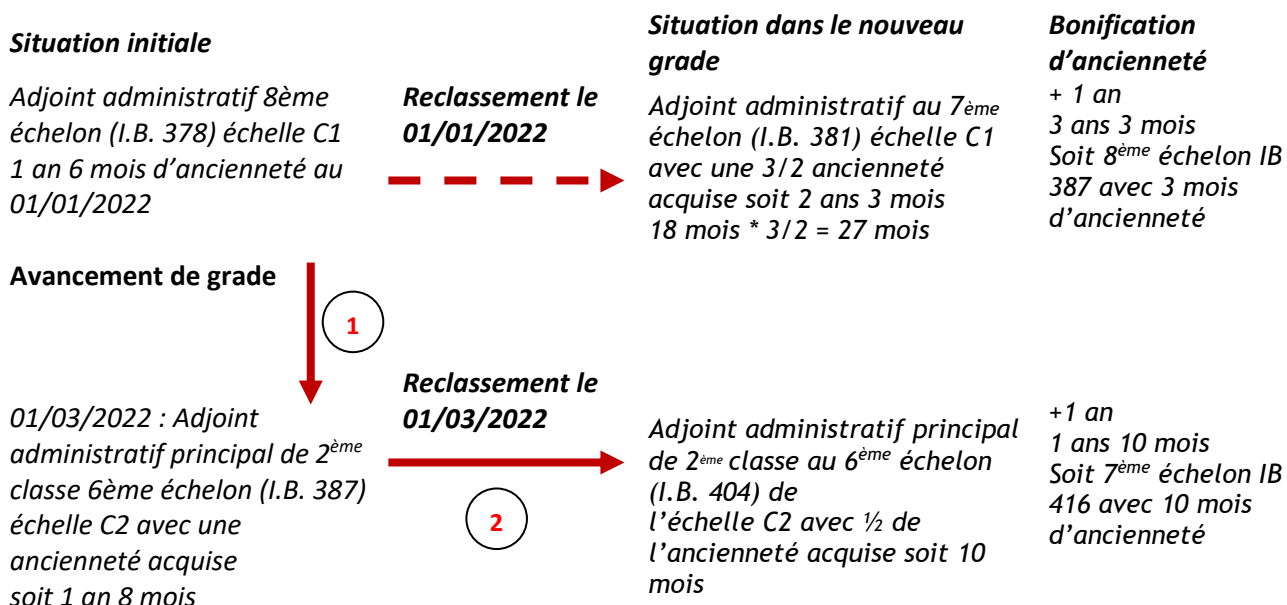 Situation initiale
Adjoint administratif 8ème
échelon (I.B. 378) échelle C1
1 an 6 mois d’ancienneté au
01/01/2022
Reclassement le
01/01/2022
Situation dans le nouveau
grade
Adjoint administratif au 7ème
échelon (I.B. 381) échelle C1
avec une 3/2 ancienneté
acquise soit 2 ans 3 mois
18 mois * 3/2 = 27 mois
Bonification
d’ancienneté
+ 1 an
3 ans 3 mois
Soit 8ème échelon IB
387 avec 3 mois
d’ancienneté
Avancement de grade
1
01/03/2022 : Adjoint
administratif principal de 2ème
classe 6ème échelon (I.B. 387)
échelle C2 avec une
ancienneté acquise
soit 1 an 8 mois
Reclassement le
01/03/2022
2
Adjoint administratif principal
de 2ème classe au 6ème échelon
(I.B. 404) de
l’échelle C2 avec ½ de
l’ancienneté acquise soit 10
mois
+1 an
1 ans 10 mois
Soit 7ème échelon IB
416 avec 10 mois
d’ancienneté